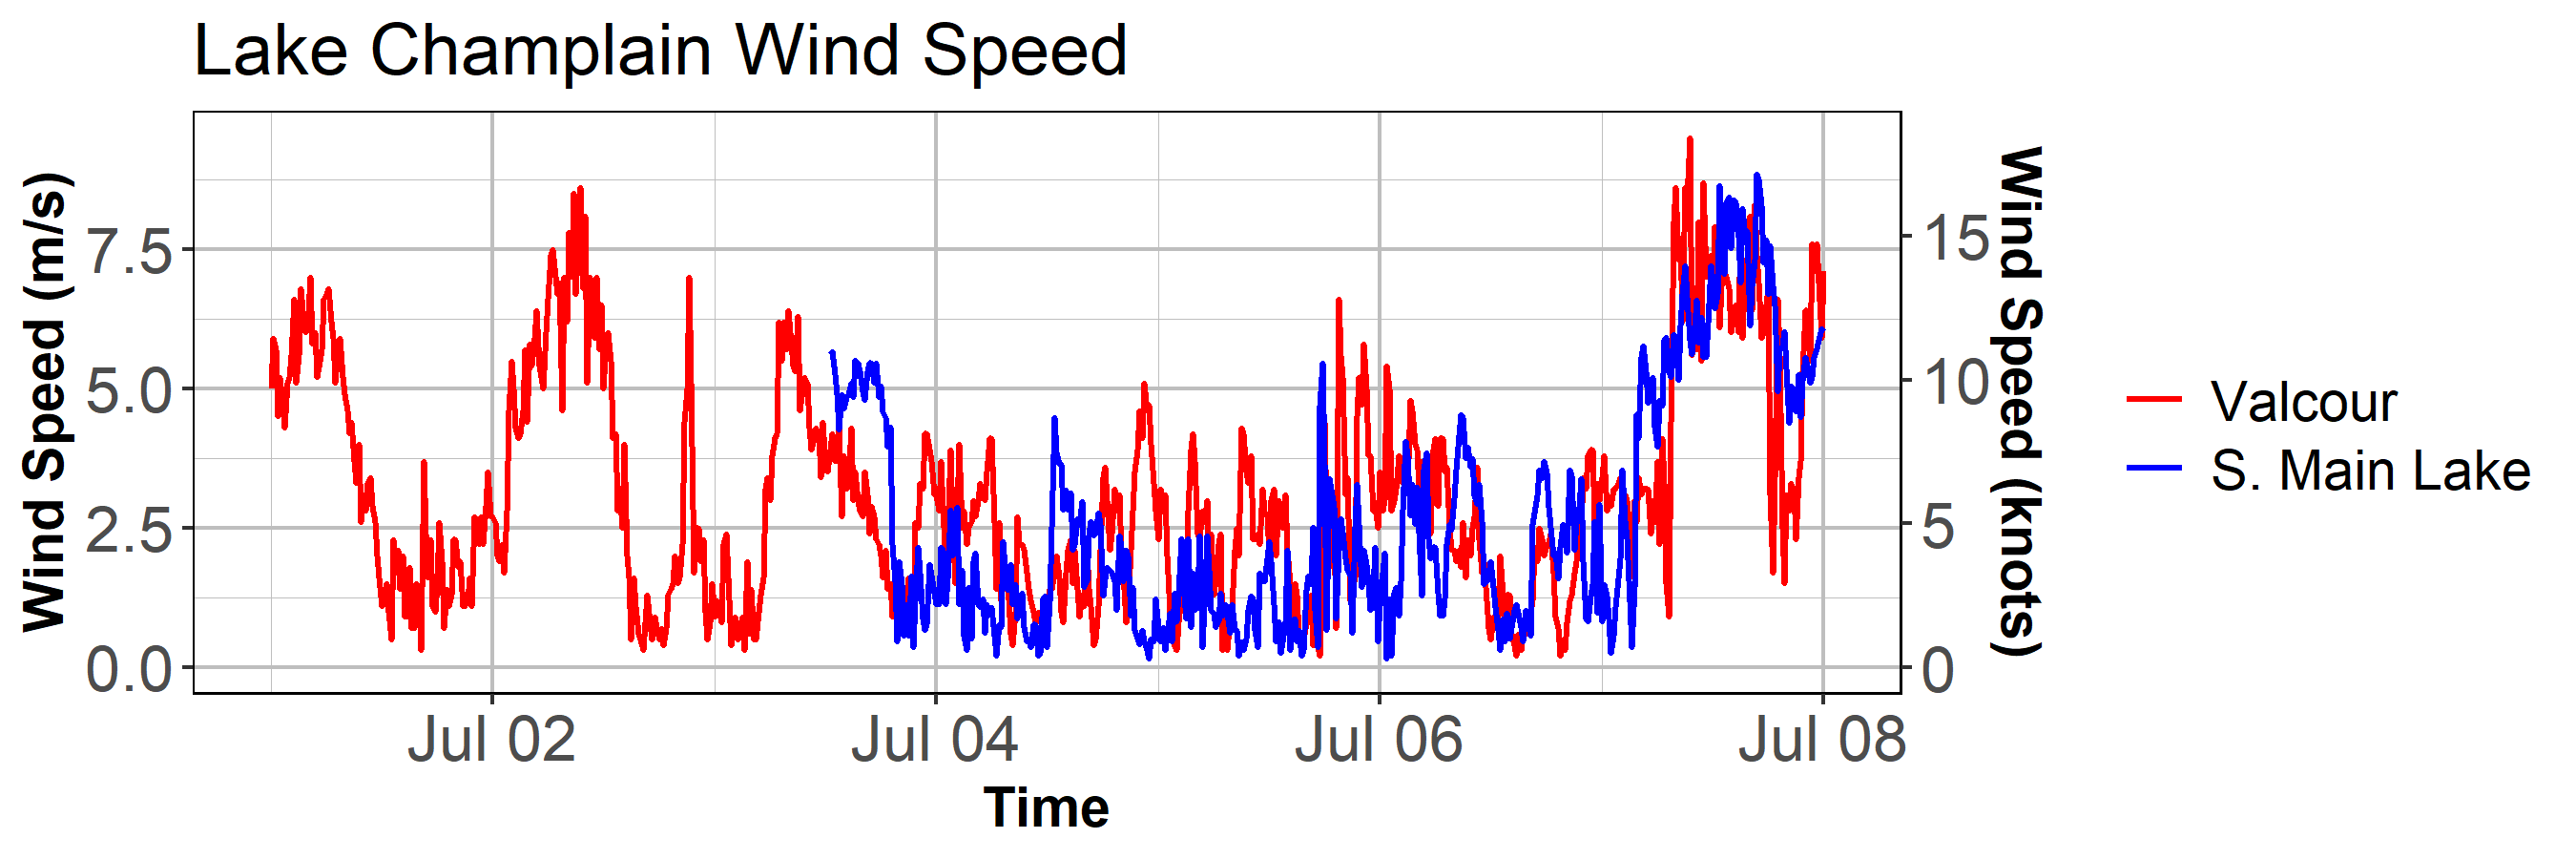 Lake Champlain Wind Speed
Wind Speed (m/s)
7.5
5.0
2.5
0.0
15
10
5
0
Wind Speed (knots)
Jul 02
Jul 04
Jul 06
Jul 08
Time
Valcour
S. Main Lake